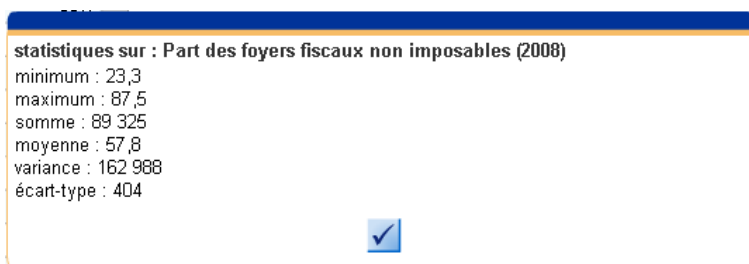 statistiques sur : Part des foyers fiscaux non imposables (2008)
minimum : 23,3
maximum : 87,5
somme : 89 325
moyenne : 57,8
variance : 162 988
écart-type : 404